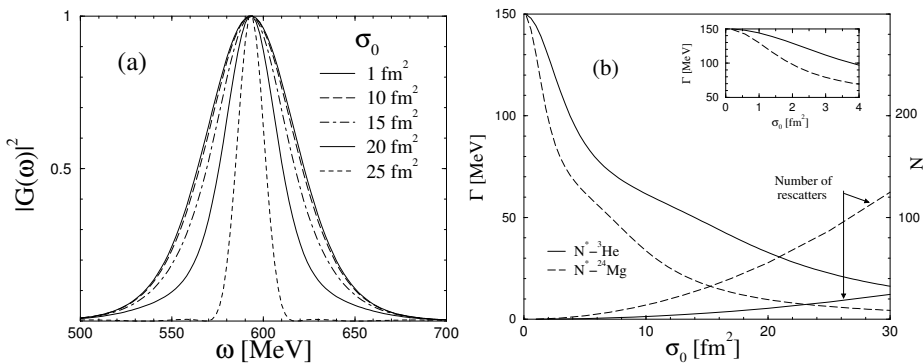 (a)
σ₀
1 fm²
10 fm²
15 fm²
20 fm²
25 fm²
|G(ω)|²
1
0.5
500
550
600
650
700
ω [MeV]
(b)
Γ [MeV]
150
100
50
0
0
10
20
30
σ₀ [fm²]
N
200
100
0
Number of
rescatters
N*–³He
N*–²⁴Mg
Γ [MeV]
150
100
50
0
1
2
3
4
σ₀ [fm²]